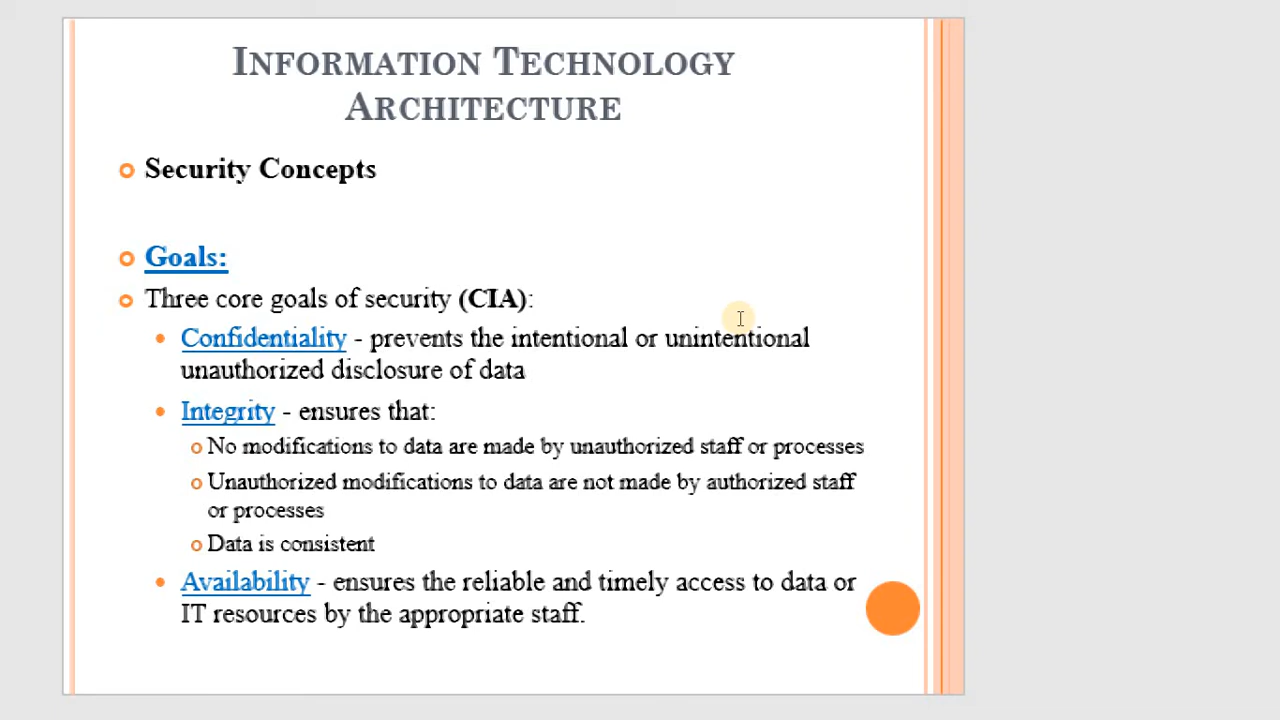 INFORMATION TECHNOLOGY
ARCHITECTURE
Security Concepts
Goals:
Three core goals of security (CIA):
Confidentiality - prevents the intentional or unintentional
unauthorized disclosure of data
Integrity - ensures that:
No modifications to data are made by unauthorized staff or processes
Unauthorized modifications to data are not made by authorized staff
or processes
Data is consistent
Availability - ensures the reliable and timely access to data or
IT resources by the appropriate staff.